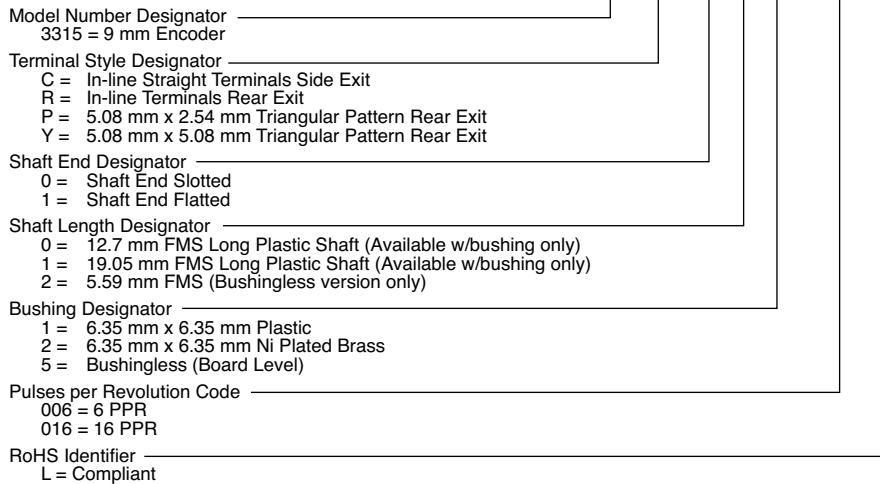 Model Number Designator
3315 = 9 mm Encoder
Terminal Style Designator
C = In-line Straight Terminals Side Exit
R = In-line Terminals Rear Exit
P = 5.08 mm x 2.54 mm Triangular Pattern Rear Exit
Y = 5.08 mm x 5.08 mm Triangular Pattern Rear Exit
Shaft End Designator
0 = Shaft End Slotted
1 = Shaft End Flatted
Shaft Length Designator
0 = 12.7 mm FMS Long Plastic Shaft (Available w/bushing only)
1 = 19.05 mm FMS Long Plastic Shaft (Available w/bushing only)
2 = 5.59 mm FMS (Bushingless version only)
Bushing Designator
1 = 6.35 mm x 6.35 mm Plastic
2 = 6.35 mm x 6.35 mm Ni Plated Brass
5 = Bushingless (Board Level)
Pulses per Revolution Code
006 = 6 PPR
016 = 16 PPR
RoHS Identifier
L = Compliant